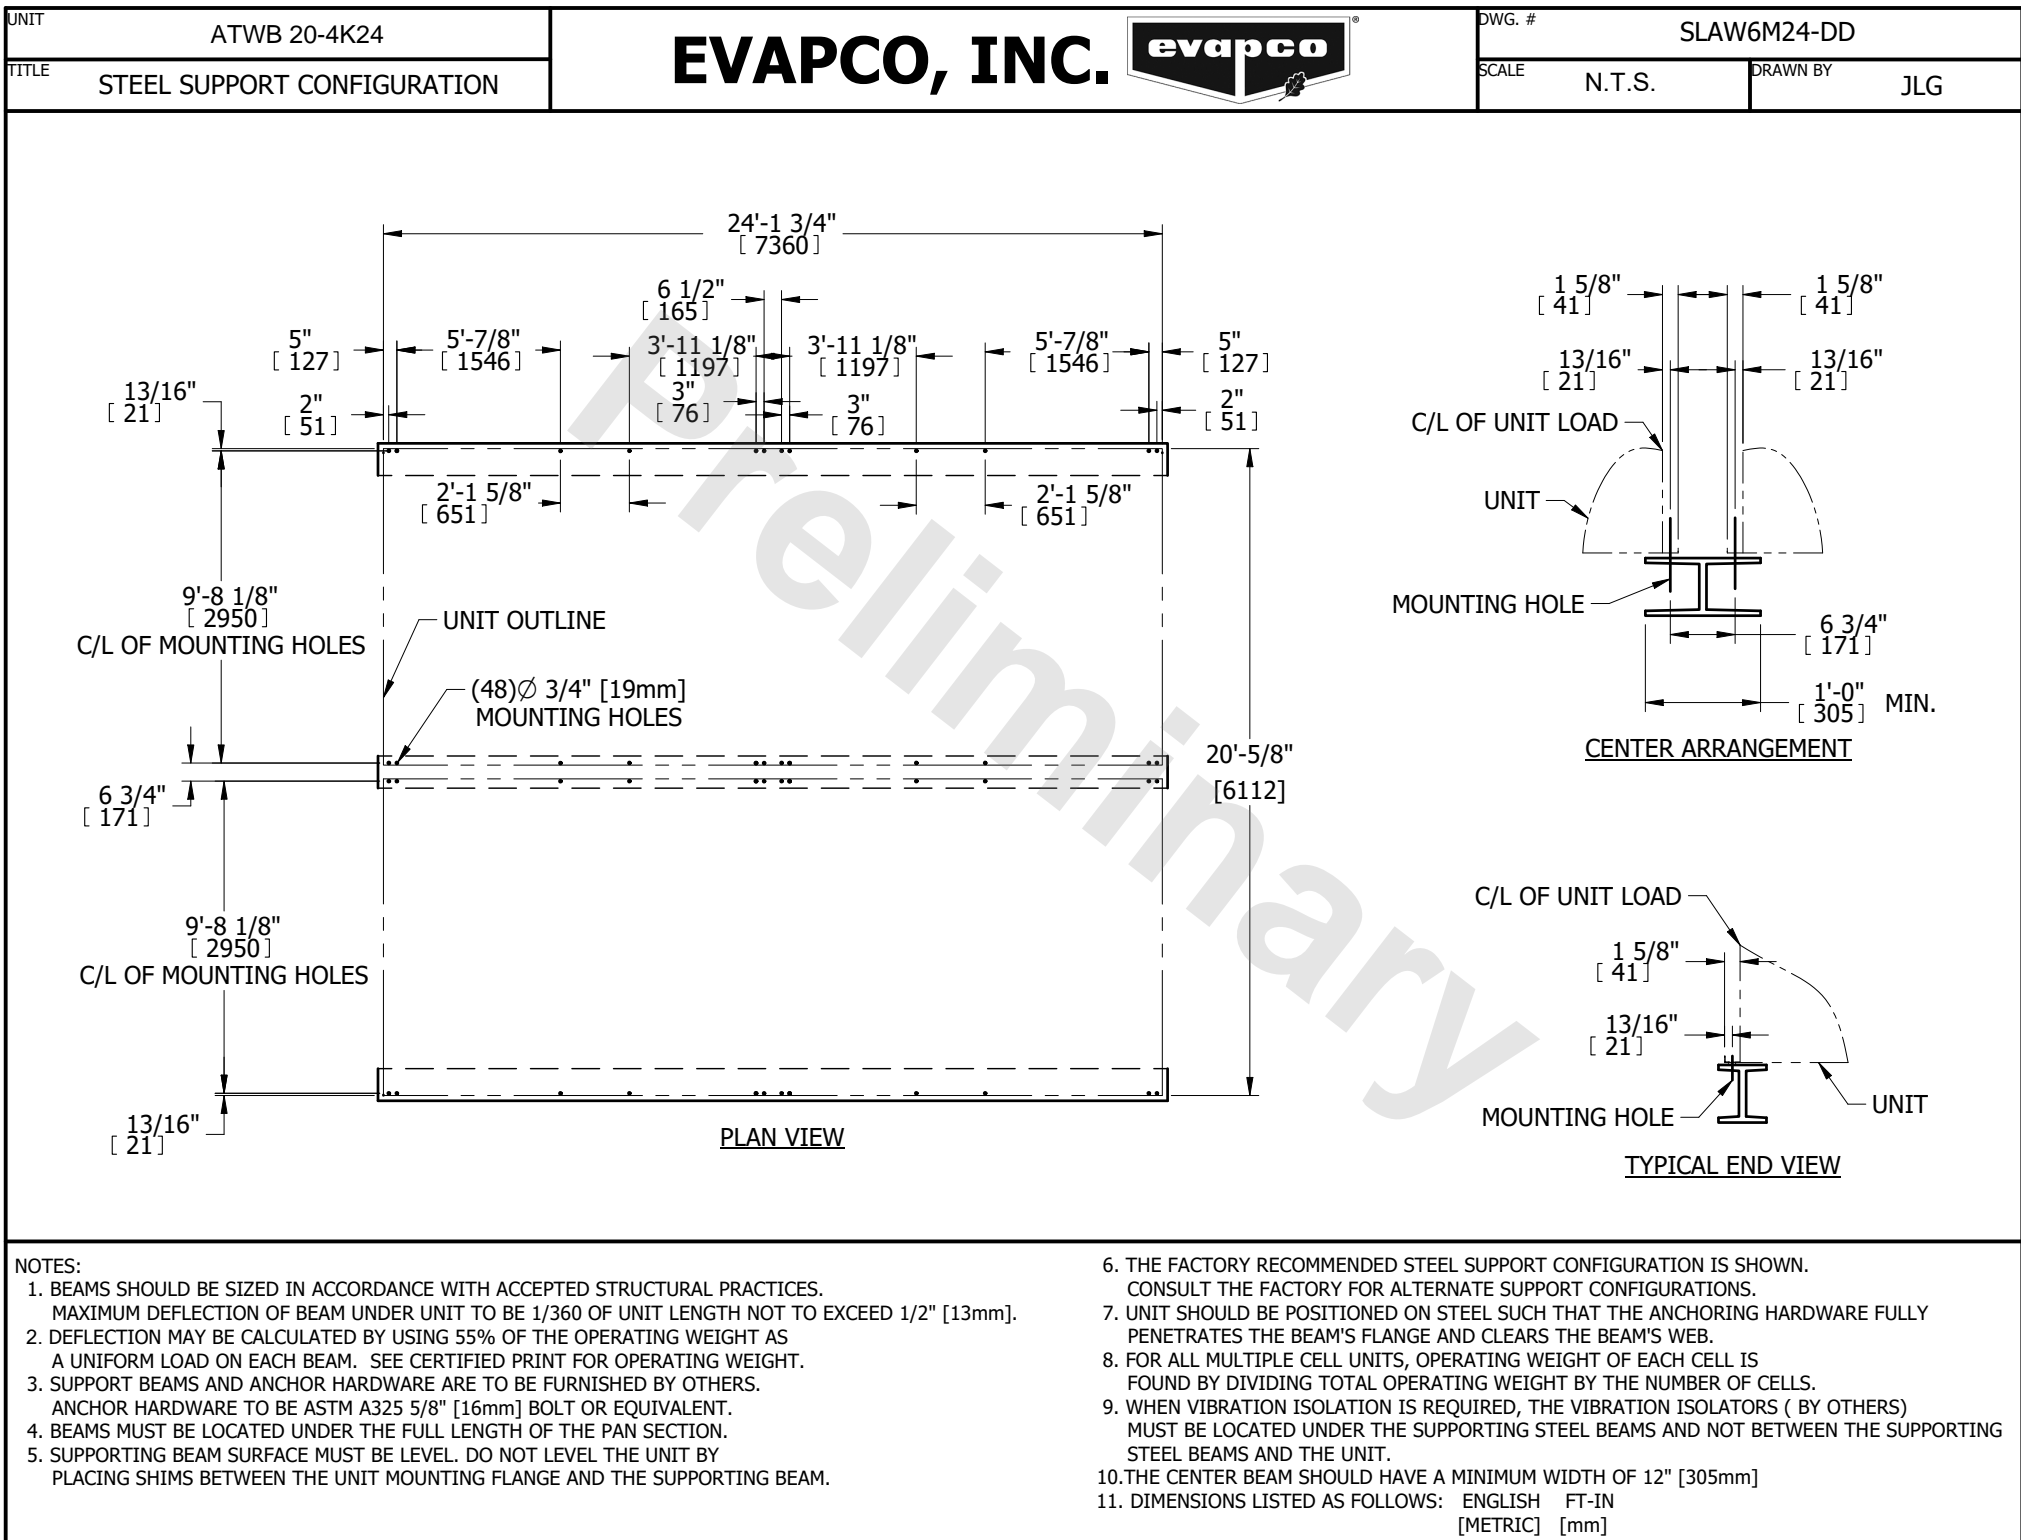 UNIT
ATWB 20-4K24
TITLE
STEEL SUPPORT CONFIGURATION
EVAPCO, INC.
evapco
®
DWG. #
SLAW6M24-DD
SCALE
N.T.S.
DRAWN BY
JLG
24'-1 3/4"
[ 7360]
6 1/2"
[ 165]
5"
[ 127]
5'-7/8"
[ 1546]
3'-11 1/8"
[ 1197]
3'-11 1/8"
[ 1197]
5'-7/8"
[ 1546]
5"
[ 127]
13/16"
[ 21]
2"
[ 51]
3"
[ 76]
3"
[ 76]
2"
[ 51]
2'-1 5/8"
[ 651]
2'-1 5/8"
[ 651]
9'-8 1/8"
[ 2950]
C/L OF MOUNTING HOLES
UNIT OUTLINE
(48)Ø 3/4" [19mm]
MOUNTING HOLES
6 3/4"
[ 171]
20'-5/8"
[6112]
9'-8 1/8"
[ 2950]
C/L OF MOUNTING HOLES
13/16"
[ 21]
PLAN VIEW
Preliminary
1 5/8"
[ 41]
1 5/8"
[ 41]
13/16"
[ 21]
13/16"
[ 21]
C/L OF UNIT LOAD
UNIT
MOUNTING HOLE
6 3/4"
[ 171]
1'-0"
[ 305]
MIN.
CENTER ARRANGEMENT
C/L OF UNIT LOAD
1 5/8"
[ 41]
13/16"
[ 21]
MOUNTING HOLE
UNIT
TYPICAL END VIEW
NOTES:
1. BEAMS SHOULD BE SIZED IN ACCORDANCE WITH ACCEPTED STRUCTURAL PRACTICES.
MAXIMUM DEFLECTION OF BEAM UNDER UNIT TO BE 1/360 OF UNIT LENGTH NOT TO EXCEED 1/2" [13mm].
2. DEFLECTION MAY BE CALCULATED BY USING 55% OF THE OPERATING WEIGHT AS
A UNIFORM LOAD ON EACH BEAM. SEE CERTIFIED PRINT FOR OPERATING WEIGHT.
3. SUPPORT BEAMS AND ANCHOR HARDWARE ARE TO BE FURNISHED BY OTHERS.
ANCHOR HARDWARE TO BE ASTM A325 5/8" [16mm] BOLT OR EQUIVALENT.
4. BEAMS MUST BE LOCATED UNDER THE FULL LENGTH OF THE PAN SECTION.
5. SUPPORTING BEAM SURFACE MUST BE LEVEL. DO NOT LEVEL THE UNIT BY
PLACING SHIMS BETWEEN THE UNIT MOUNTING FLANGE AND THE SUPPORTING BEAM.
6. THE FACTORY RECOMMENDED STEEL SUPPORT CONFIGURATION IS SHOWN.
CONSULT THE FACTORY FOR ALTERNATE SUPPORT CONFIGURATIONS.
7. UNIT SHOULD BE POSITIONED ON STEEL SUCH THAT THE ANCHORING HARDWARE FULLY
PENETRATES THE BEAM'S FLANGE AND CLEARS THE BEAM'S WEB.
8. FOR ALL MULTIPLE CELL UNITS, OPERATING WEIGHT OF EACH CELL IS
FOUND BY DIVIDING TOTAL OPERATING WEIGHT BY THE NUMBER OF CELLS.
9. WHEN VIBRATION ISOLATION IS REQUIRED, THE VIBRATION ISOLATORS ( BY OTHERS)
MUST BE LOCATED UNDER THE SUPPORTING STEEL BEAMS AND NOT BETWEEN THE SUPPORTING
STEEL BEAMS AND THE UNIT.
10.THE CENTER BEAM SHOULD HAVE A MINIMUM WIDTH OF 12" [305mm]
11. DIMENSIONS LISTED AS FOLLOWS: ENGLISH FT-IN
[METRIC] [mm]